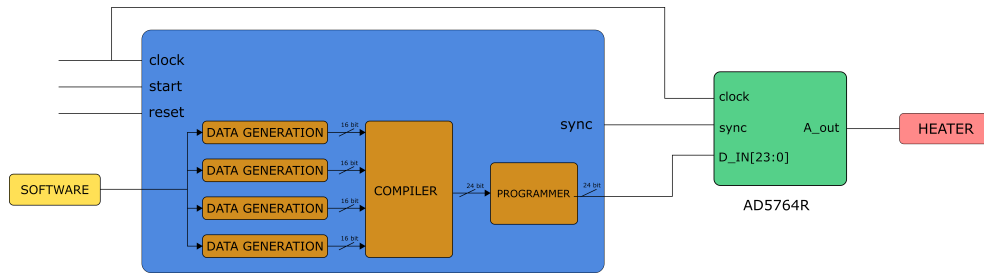 clock
start
reset
SOFTWARE
DATA GENERATION
16 bit
DATA GENERATION
16 bit
DATA GENERATION
16 bit
DATA GENERATION
16 bit
COMPILER
24 bit
PROGRAMMER
24 bit
sync
clock
sync
D_IN[23:0]
A_out
AD5764R
HEATER